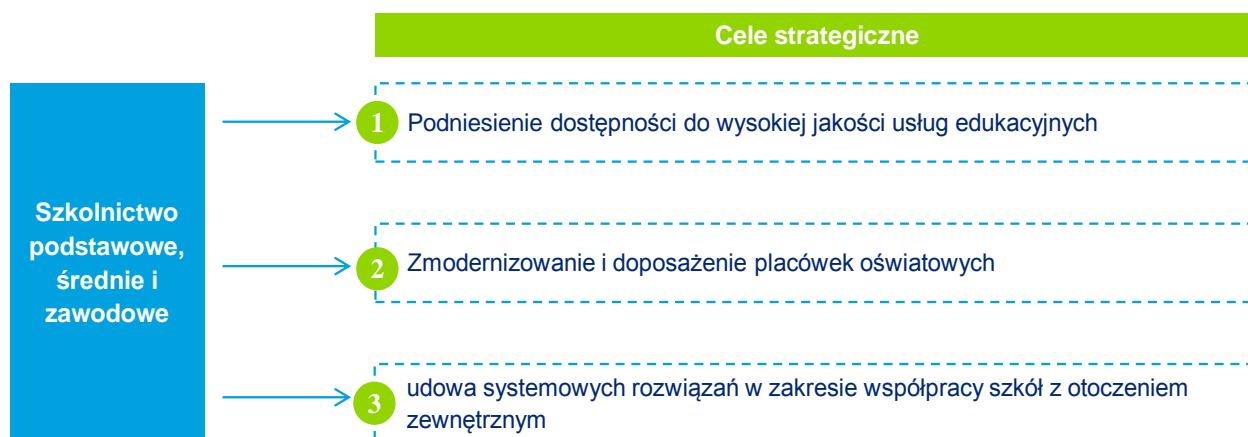 Cele strategiczne
Szkolnictwo
podstawowe,
średnie i
zawodowe
1 Podniesienie dostępności do wysokiej jakości usług edukacyjnych
2 Zmodernizowanie i doposażenie placówek oświatowych
3 udowa systemowych rozwiązań w zakresie współpracy szkół z otoczeniem
zewnętrznym